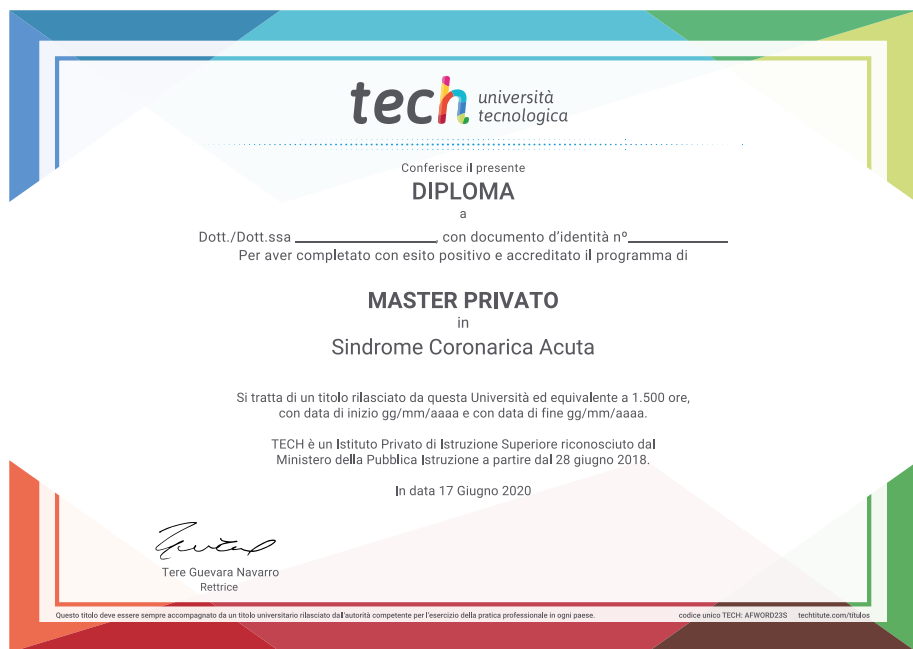 tech università
tecnologica
Conferisce il presente
DIPLOMA
a
Dott./Dott.ssa ____________________, con documento d'identità nº______________
Per aver completato con esito positivo e accreditato il programma di
MASTER PRIVATO
in
Sindrome Coronarica Acuta
Si tratta di un titolo rilasciato da questa Università ed equivalente a 1.500 ore,
con data di inizio gg/mm/aaaa e con data di fine gg/mm/aaaa.
TECH è un Istituto Privato di Istruzione Superiore riconosciuto dal
Ministero della Pubblica Istruzione a partire dal 28 giugno 2018.
In data 17 Giugno 2020
Tere Guevara Navarro
Rettrice
Questo titolo deve essere sempre accompagnato da un titolo universitario rilasciato dall'autorità competente per l'esercizio della pratica professionale in ogni paese. codice unico TECH: AFWORD23S techtitute.com/titulos